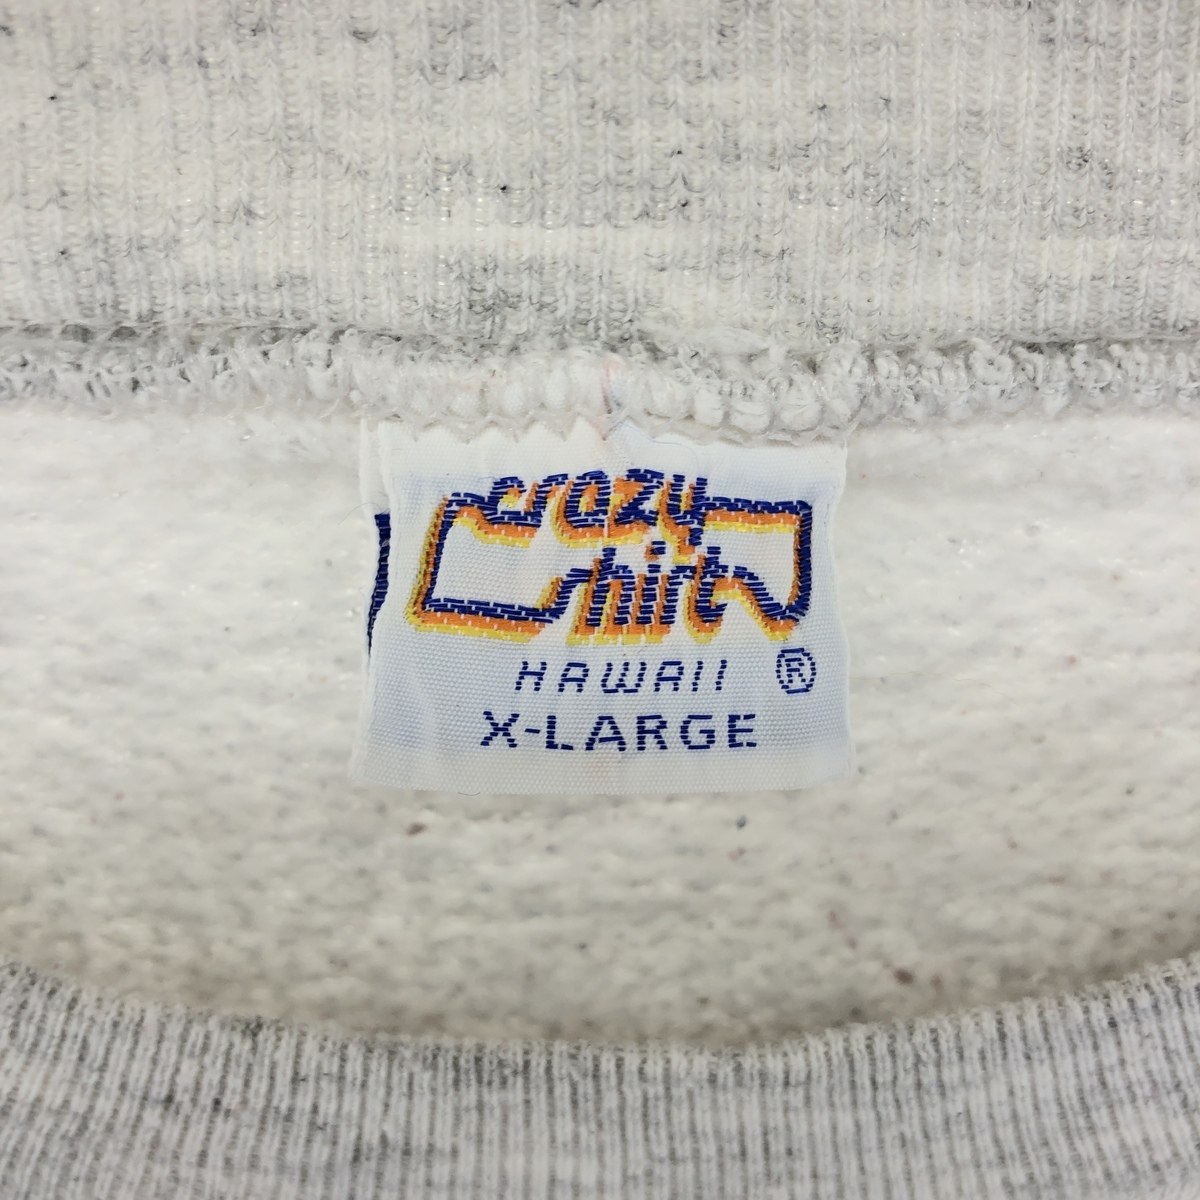 crazy
shirt
HAWAII ®
X-LARGE